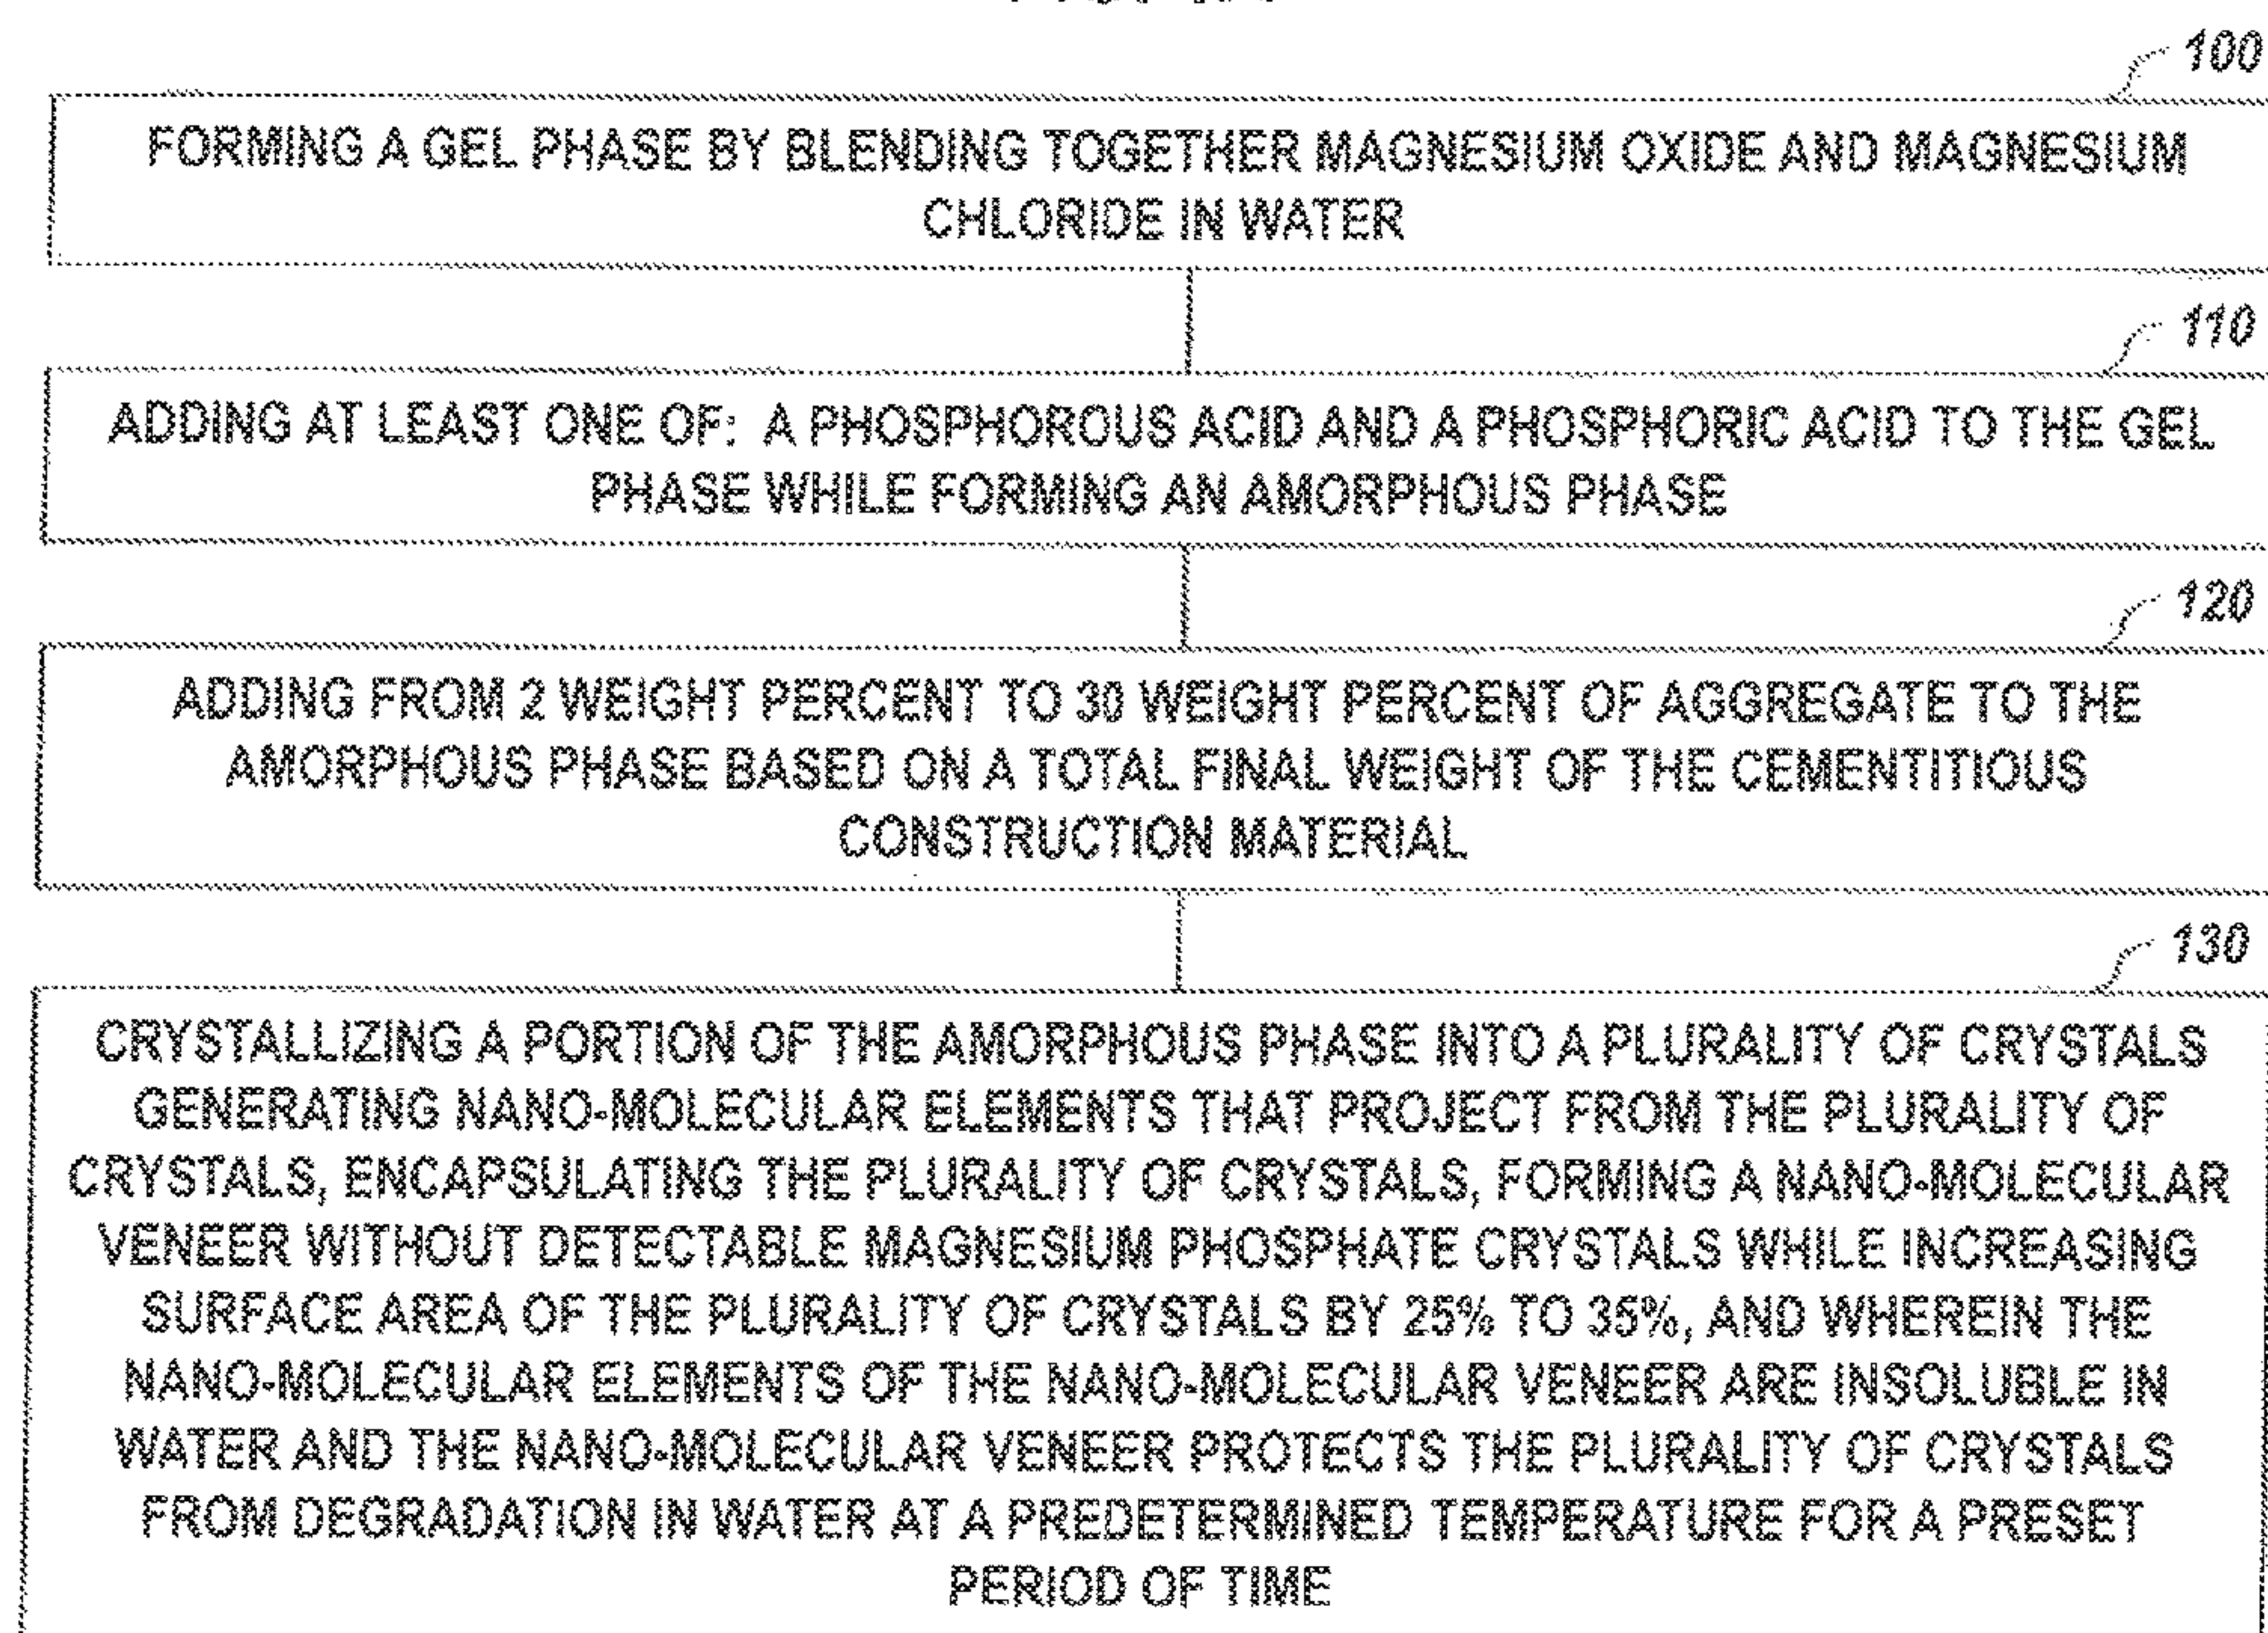 100
FORMING A GEL PHASE BY BLENDING TOGETHER MAGNESIUM OXIDE AND MAGNESIUM
CHLORIDE IN WATER
110
ADDING AT LEAST ONE OF: A PHOSPHOROUS ACID AND A PHOSPHORIC ACID TO THE GEL
PHASE WHILE FORMING AN AMORPHOUS PHASE
120
ADDING FROM 2 WEIGHT PERCENT TO 30 WEIGHT PERCENT OF AGGREGATE TO THE
AMORPHOUS PHASE BASED ON A TOTAL FINAL WEIGHT OF THE CEMENTITIOUS
CONSTRUCTION MATERIAL
130
CRYSTALLIZING A PORTION OF THE AMORPHOUS PHASE INTO A PLURALITY OF CRYSTALS
GENERATING NANO-MOLECULAR ELEMENTS THAT PROJECT FROM THE PLURALITY OF
CRYSTALS, ENCAPSULATING THE PLURALITY OF CRYSTALS, FORMING A NANO-MOLECULAR
VENEER WITHOUT DETECTABLE MAGNESIUM PHOSPHATE CRYSTALS WHILE INCREASING
SURFACE AREA OF THE PLURALITY OF CRYSTALS BY 25% TO 35%, AND WHEREIN THE
NANO-MOLECULAR ELEMENTS OF THE NANO-MOLECULAR VENEER ARE INSOLUBLE IN
WATER AND THE NANO-MOLECULAR VENEER PROTECTS THE PLURALITY OF CRYSTALS
FROM DEGRADATION IN WATER AT A PREDETERMINED TEMPERATURE FOR A PRESET
PERIOD OF TIME